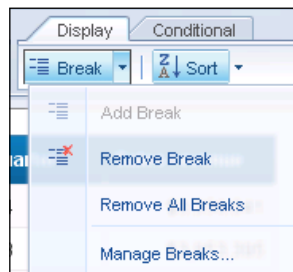 Display Conditional
Break Sort
Add Break
Remove Break
Remove All Breaks
Manage Breaks...